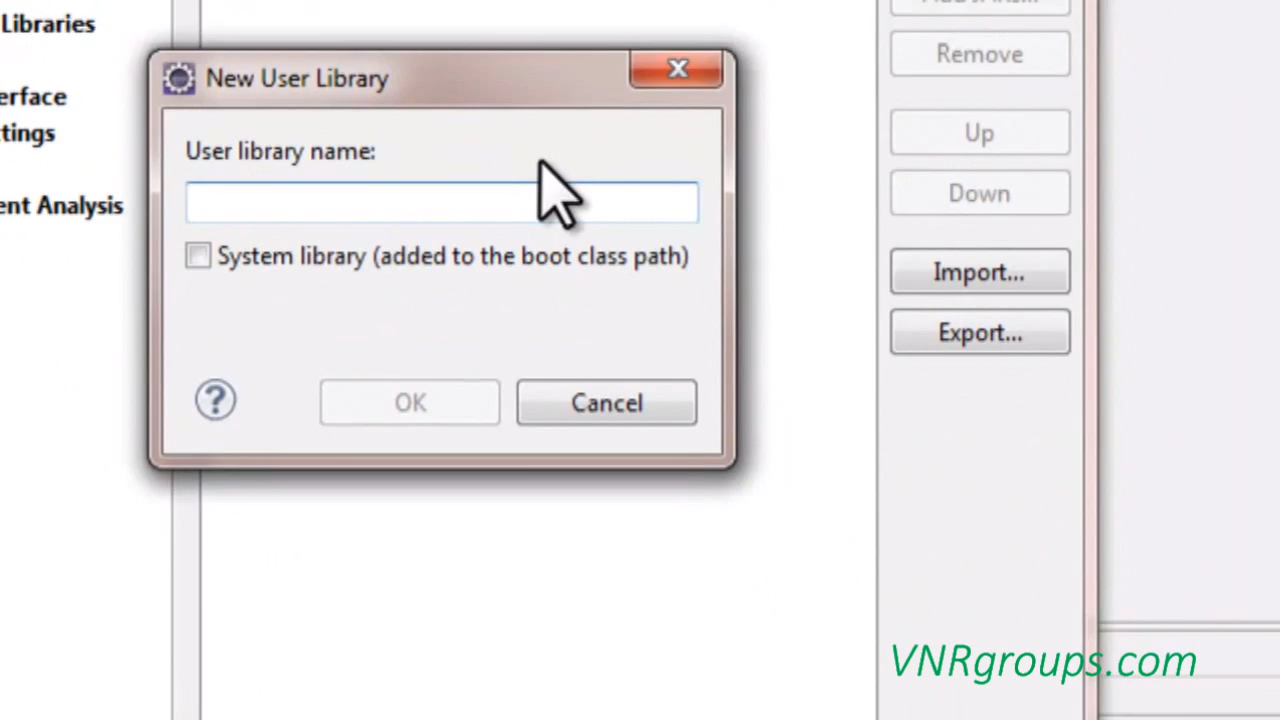 Libraries
Remove
New User Library
erface
User library name:
Up
ttings
Down
ent Analysis
System library (added to the boot class path)
Import...
Export...
?
OK
Cancel
VNRgroups.com